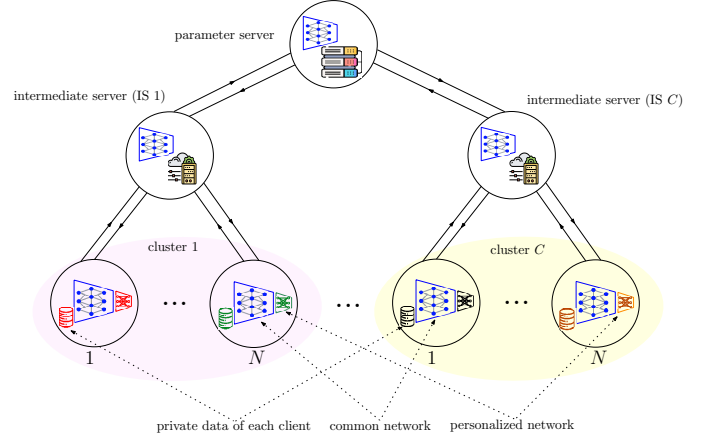 parameter server
intermediate server (IS 1)
intermediate server (IS C)
cluster 1
cluster C
1
N
1
N
private data of each client
common network
personalized network